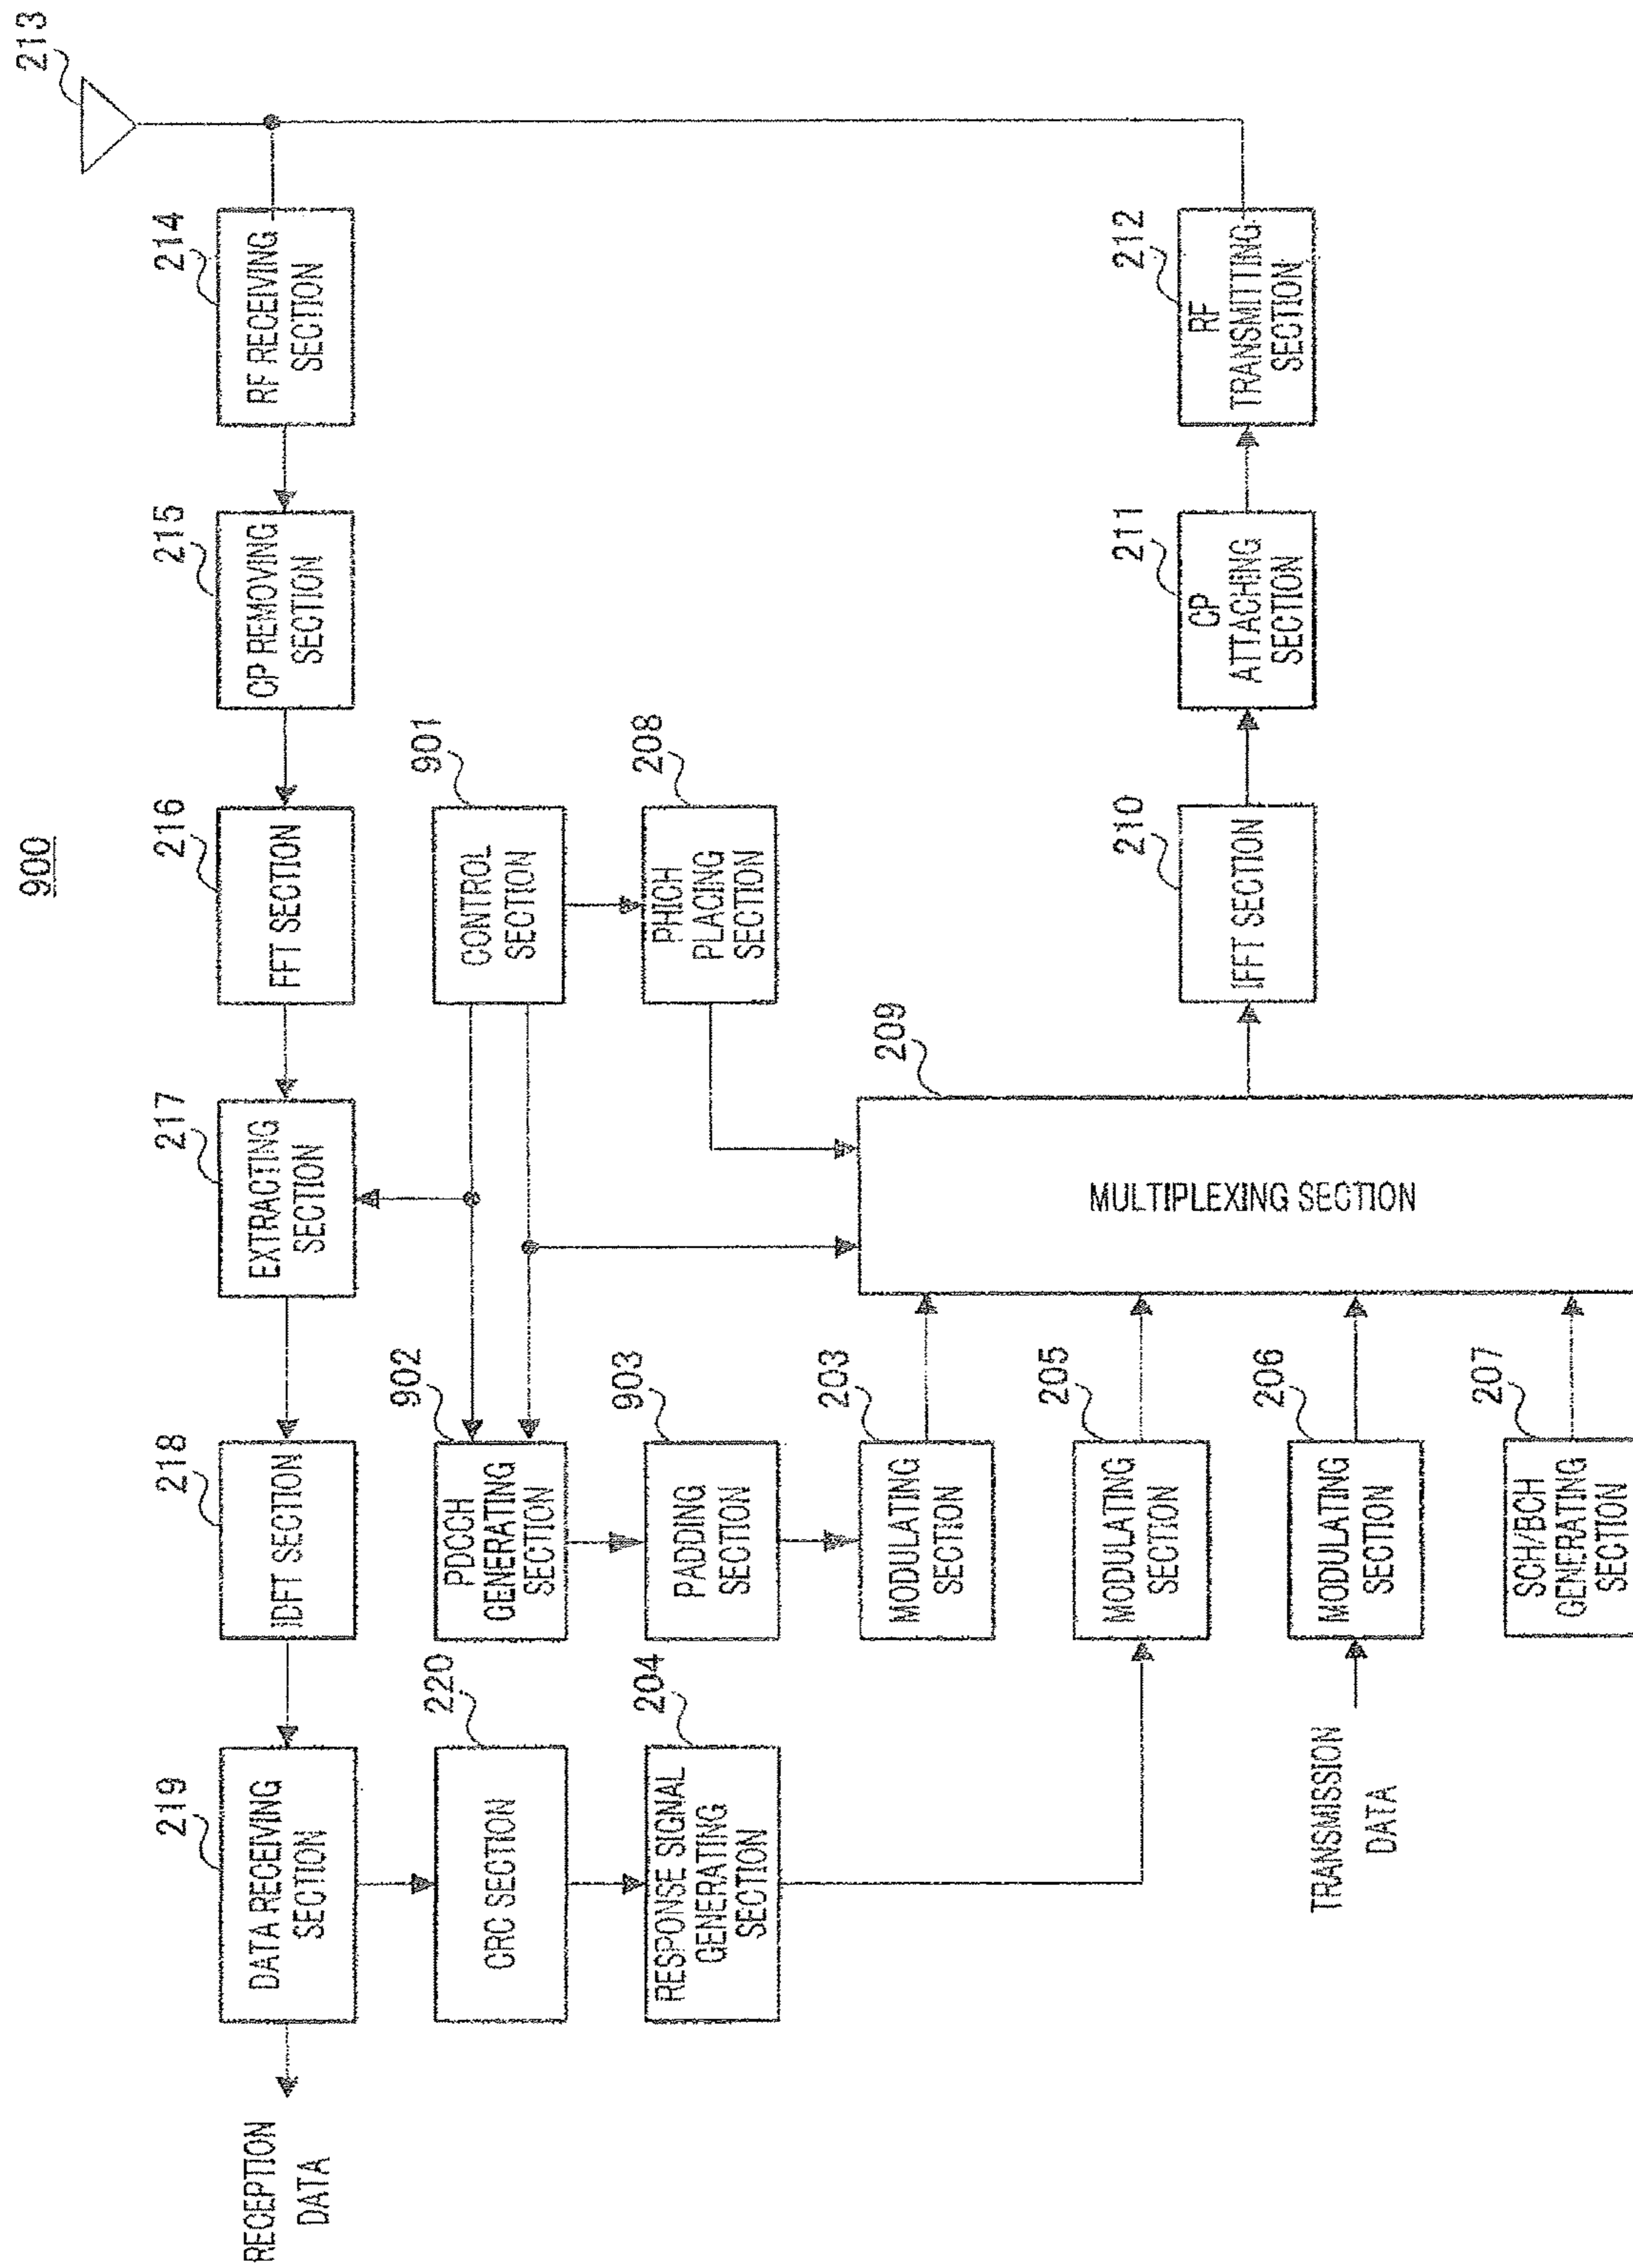 900
213
RF RECEIVING
SECTION
214
CP REMOVING
SECTION
215
FFT SECTION
216
EXTRACTING
SECTION
217
IDFT SECTION
218
DATA RECEIVING
SECTION
219
RECEPTION
DATA
CONTROL
SECTION
901
PHICH
PLACING
SECTION
208
PDCCH
GENERATING
SECTION
902
PADDING
SECTION
903
MODULATING
SECTION
203
CRC SECTION
220
RESPONSE SIGNAL
GENERATING
SECTION
204
MODULATING
SECTION
205
TRANSMISSION
DATA
MODULATING
SECTION
206
SCH/BCH
GENERATING
SECTION
207
MULTIPLEXING SECTION
209
IFFT SECTION
210
CP
ATTACHING
SECTION
211
RF
TRANSMITTING
SECTION
212